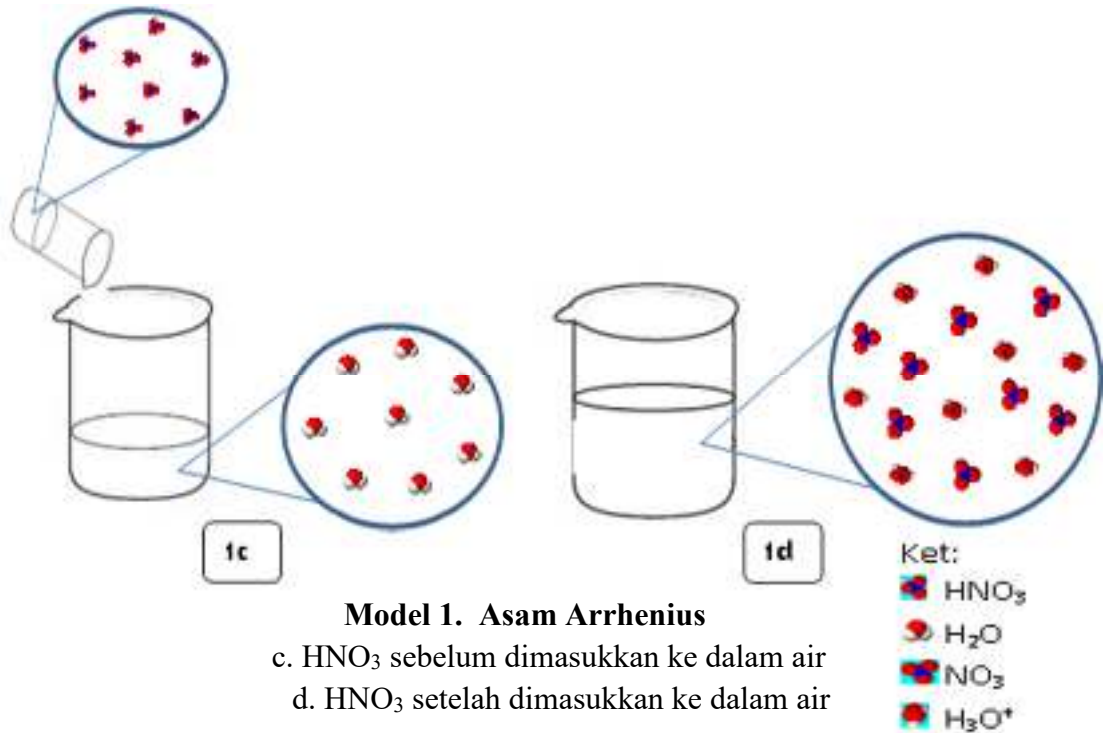 1c
1d
Ket:
HNO₃
H₂O
NO₃
H₃O⁺
Model 1. Asam Arrhenius
c. HNO₃ sebelum dimasukkan ke dalam air
d. HNO₃ setelah dimasukkan ke dalam air